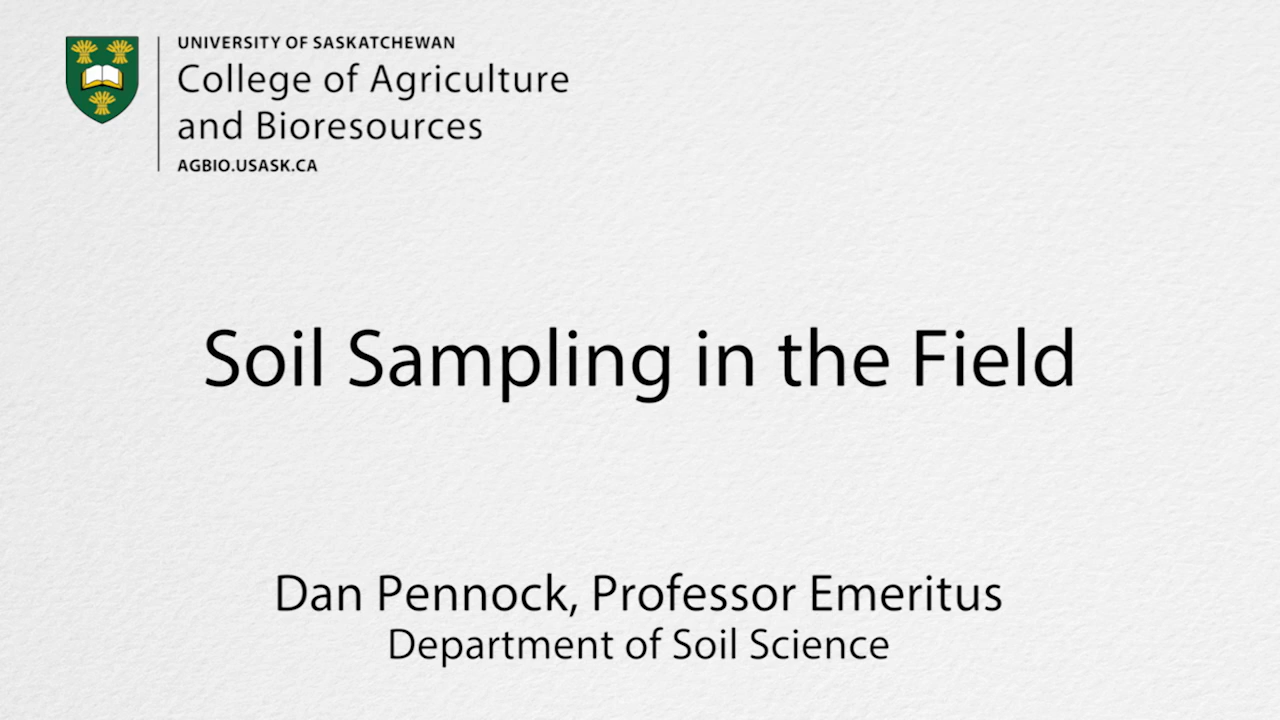 UNIVERSITY OF SASKATCHEWAN
College of Agriculture
and Bioresources
AGBIO.USASK.CA
Soil Sampling in the Field
Dan Pennock, Professor Emeritus
Department of Soil Science